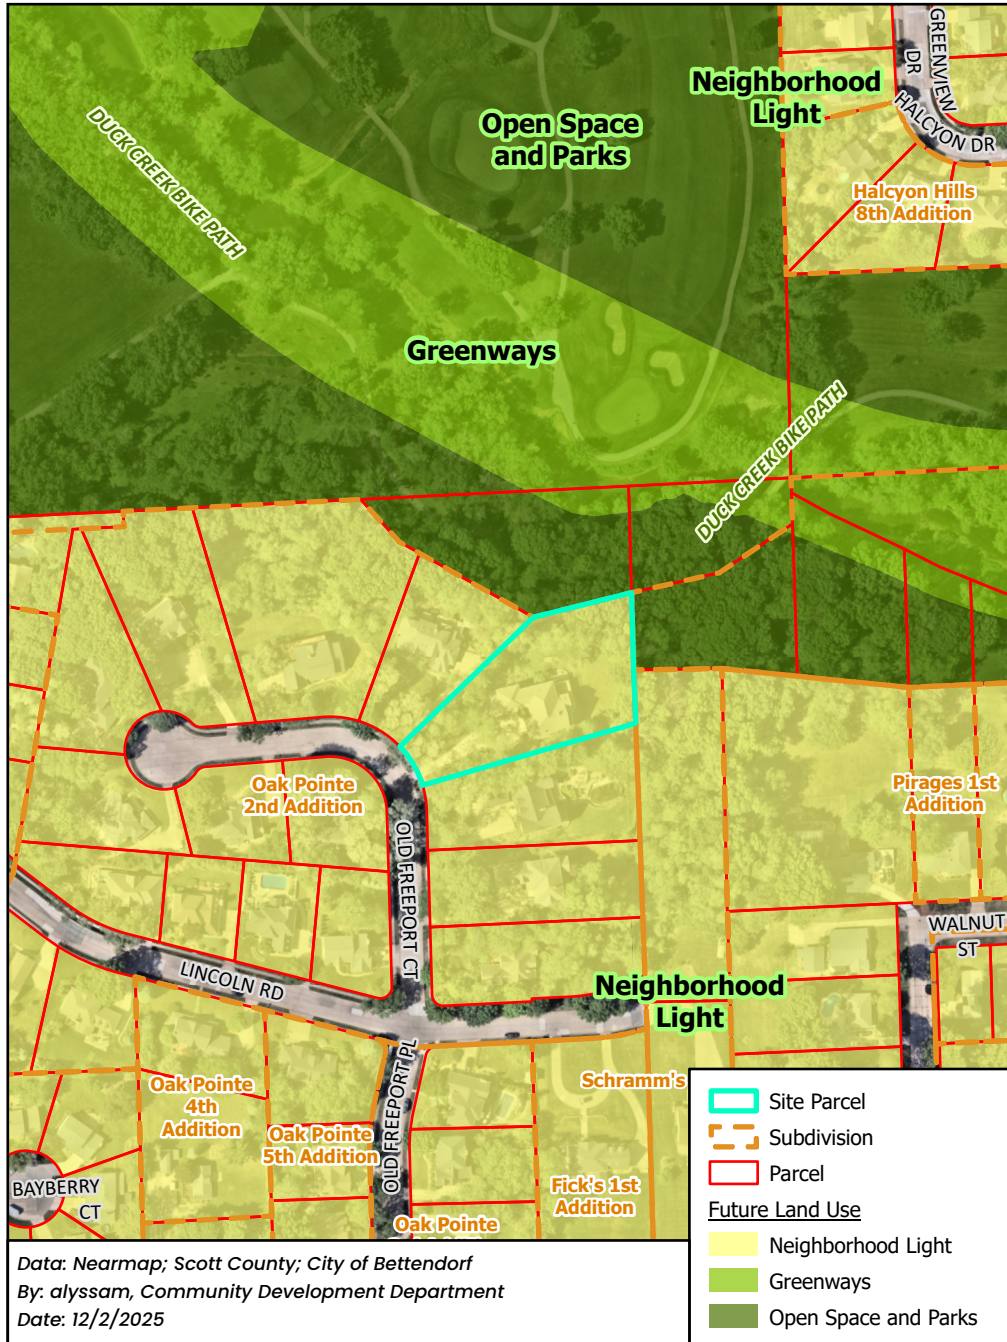 GREENVIEW
DR
HALCYON DR
Neighborhood
Light
Open Space
and Parks
DUCK CREEK BIKE PATH
Halcyon Hills
8th Addition
Greenways
DUCK CREEK BIKE PATH
Oak Pointe
2nd Addition
Pirages 1st
Addition
OLD FREEPORT CT
WALNUT
ST
LINCOLN RD
Neighborhood
Light
OLD FREEPORT PL
Schramm's
Oak Pointe
4th
Addition
Oak Pointe
5th Addition
BAYBERRY
CT
Fick's 1st
Addition
Oak Pointe
Site Parcel
Subdivision
Parcel
Future Land Use
Neighborhood Light
Greenways
Open Space and Parks
Data: Nearmap; Scott County; City of Bettendorf
By: alyssam, Community Development Department
Date: 12/2/2025